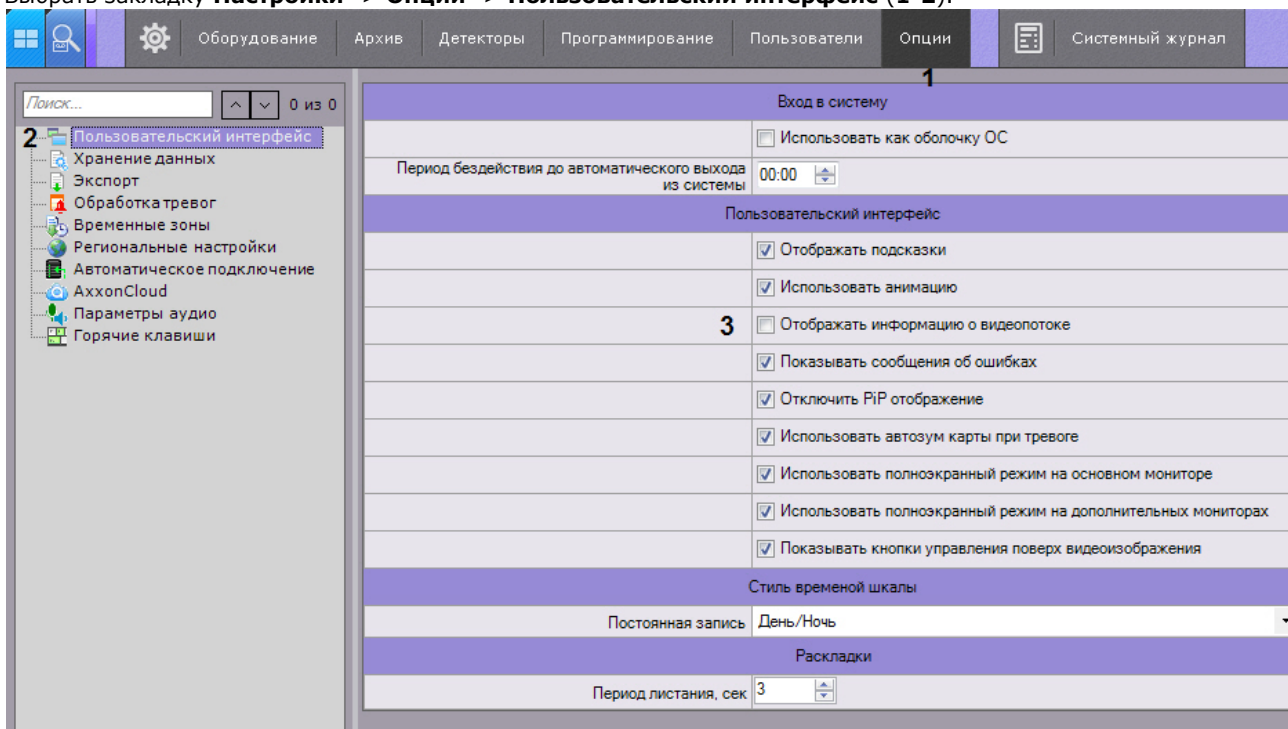 Выбрать закладку Настройки -> Опции -> Пользовательский интерфейс (1-2).
Оборудование Архив Детекторы Программирование Пользователи Опции Системный журнал
1
Поиск... 0 из 0
2 Пользовательский интерфейс
Хранение данных
Экспорт
Обработка тревог
Временные зоны
Региональные настройки
Автоматическое подключение
AxxonCloud
Параметры аудио
Горячие клавиши
Вход в систему
Использовать как оболочку ОС
Период бездействия до автоматического выхода
из системы
00:00
Пользовательский интерфейс
Отображать подсказки
Использовать анимацию
3 Отображать информацию о видеопотоке
Показывать сообщения об ошибках
Отключить PiP отображение
Использовать автозум карты при тревоге
Использовать полноэкранный режим на основном мониторе
Использовать полноэкранный режим на дополнительных мониторах
Показывать кнопки управления поверх видеоизображения
Стиль временой шкалы
Постоянная запись День/Ночь
Раскладки
Период листания, сек 3